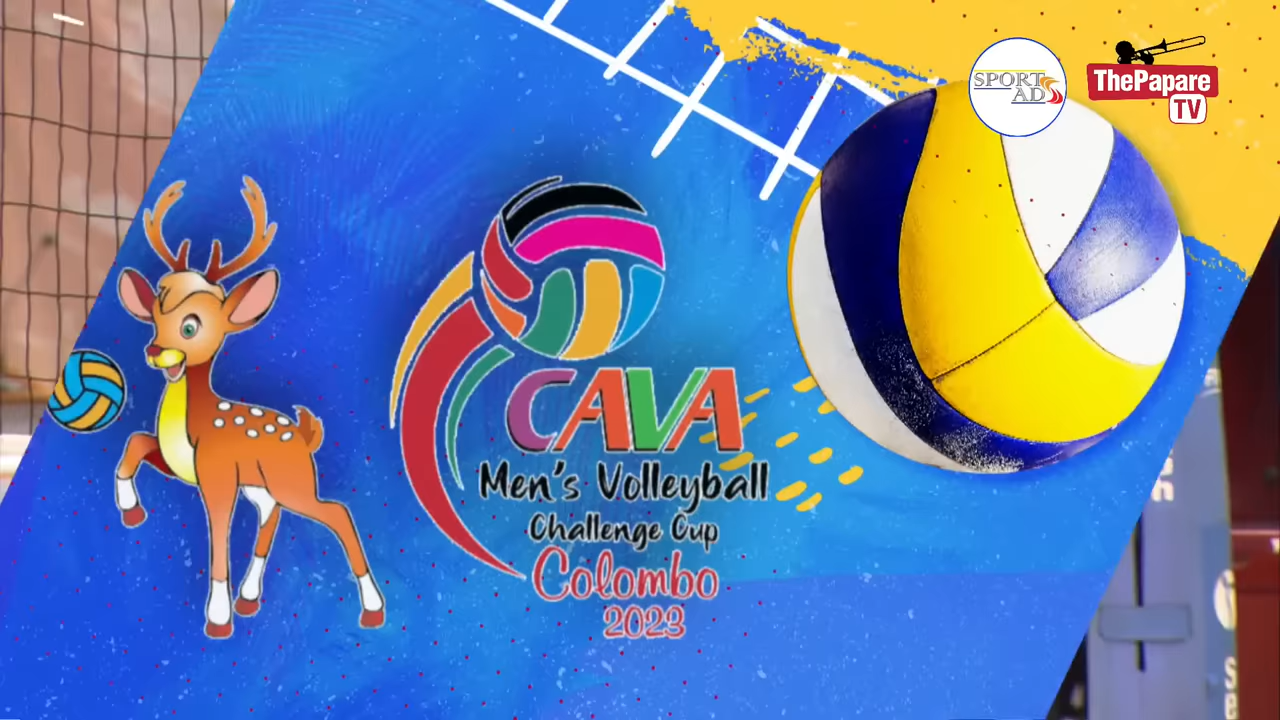 SPORT
AD
ThePapare
TV
CAVA
Men's Volleyball
Challenge Cup
Colombo
2023